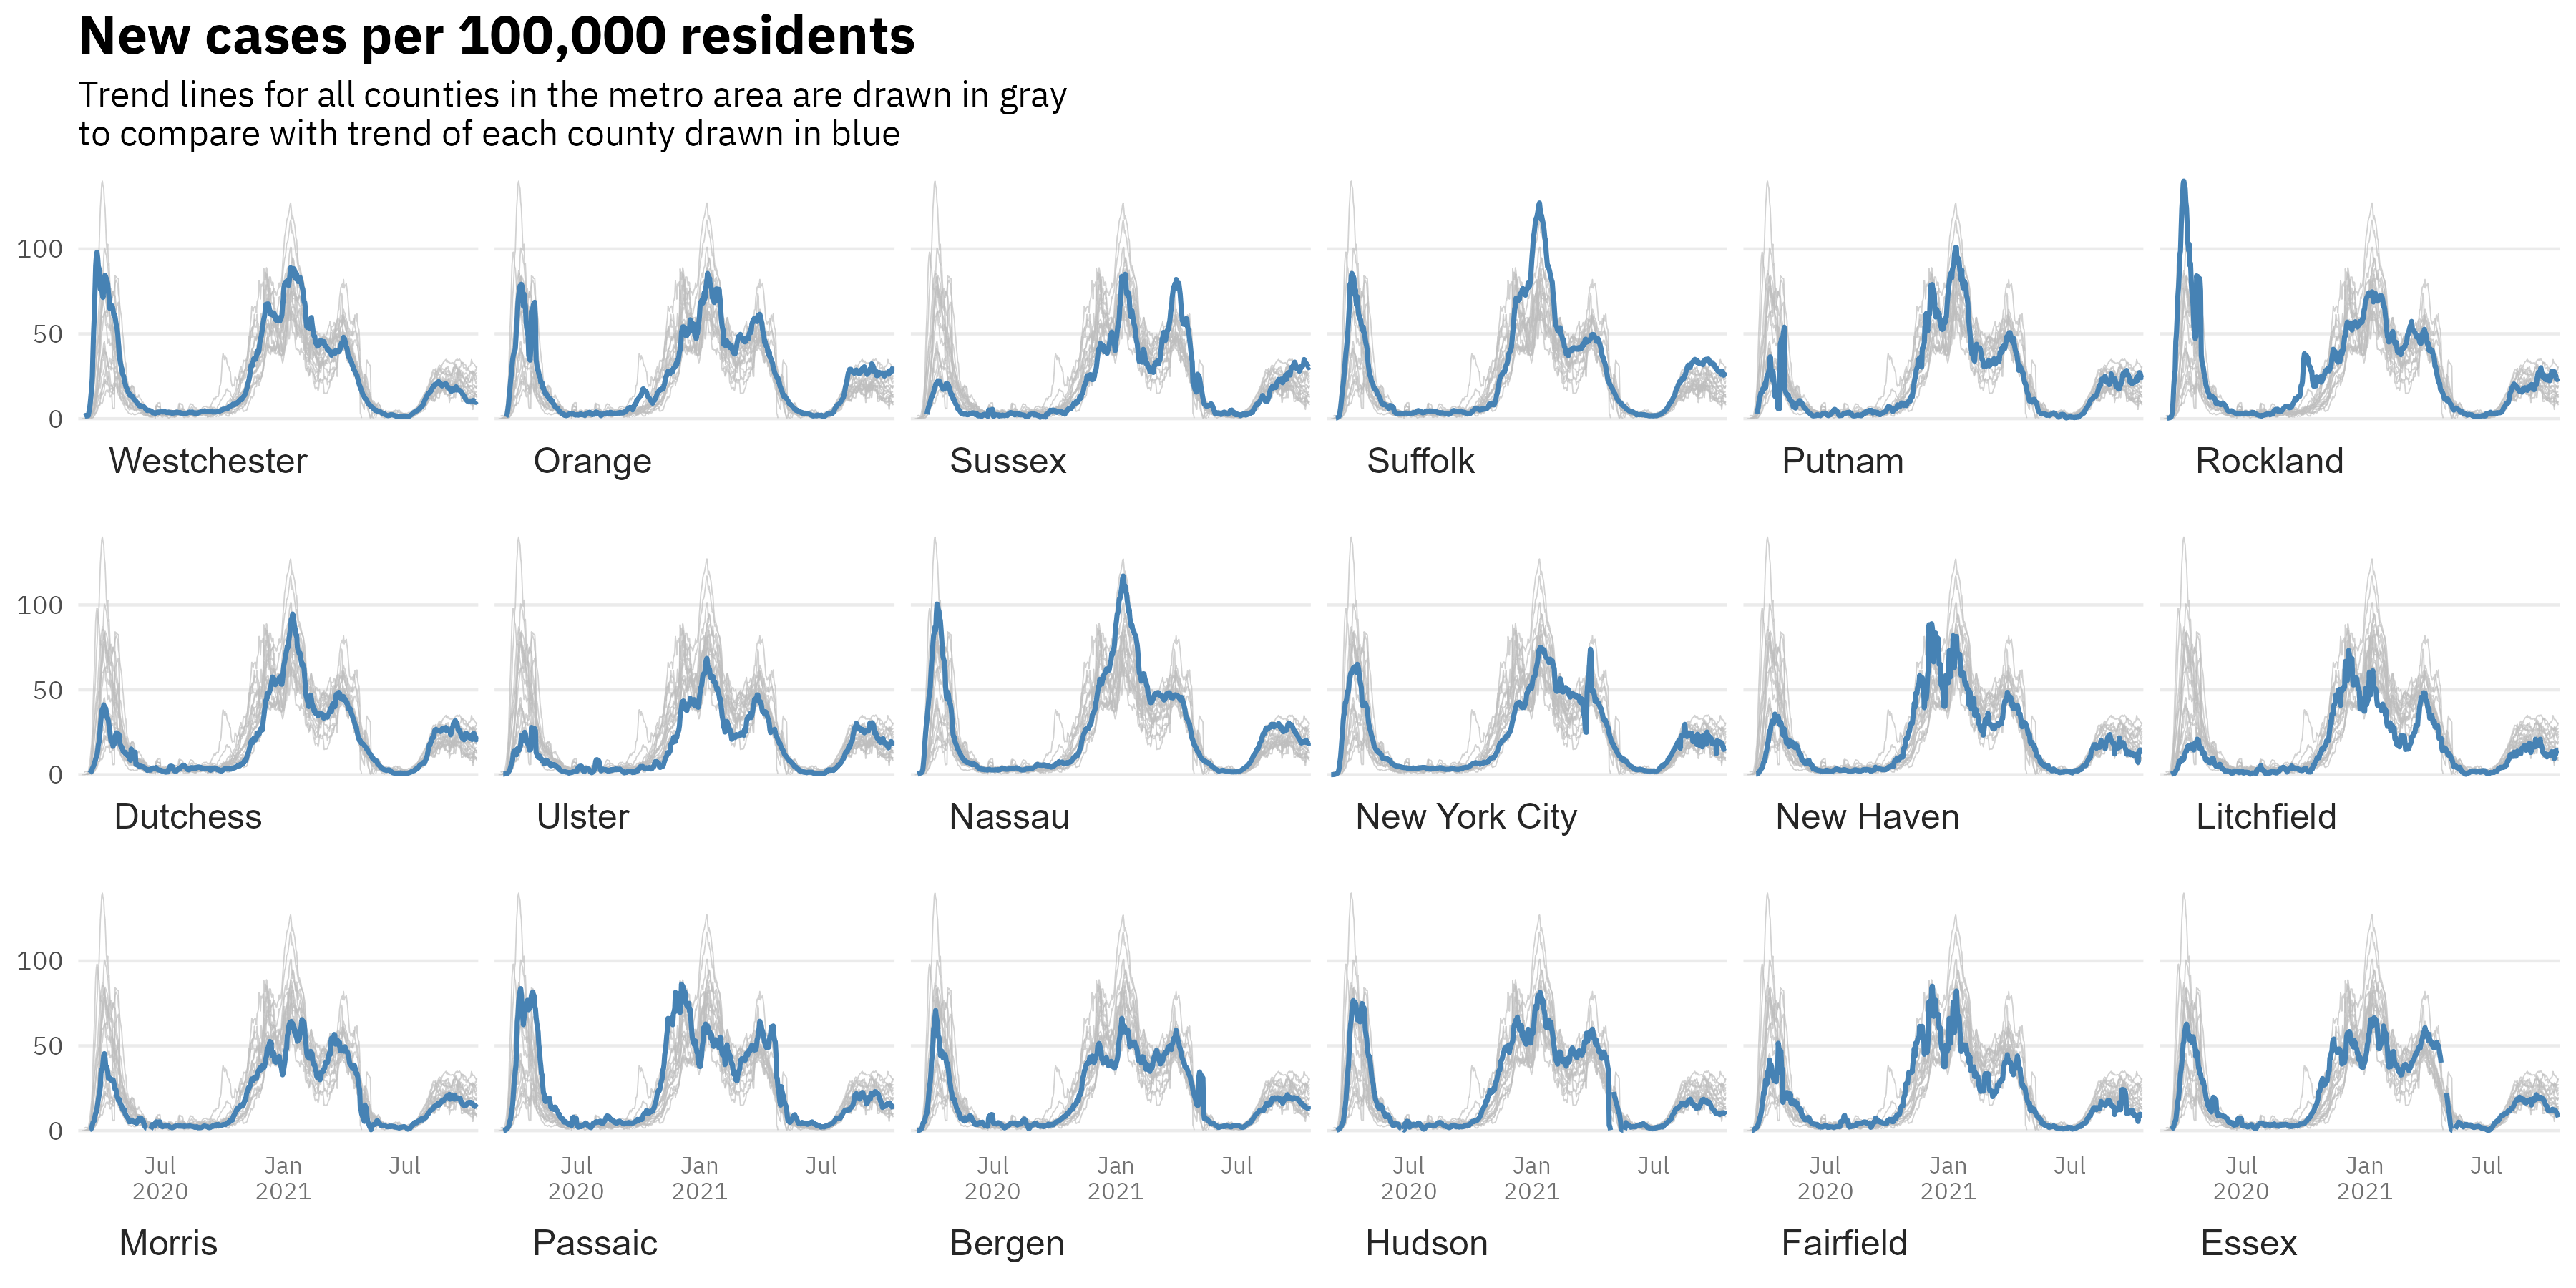 New cases per 100,000 residents
Trend lines for all counties in the metro area are drawn in gray
to compare with trend of each county drawn in blue
100
50
0
Westchester Orange Sussex Suffolk Putnam Rockland
100
50
0
Dutchess Ulster Nassau New York City New Haven Litchfield
100
50
0
Jul Jan Jul Jul Jan Jul Jul Jan Jul Jul Jan Jul Jul Jan Jul Jul Jan Jul
2020 2021 2020 2021 2020 2021 2020 2021 2020 2021 2020 2021
Morris Passaic Bergen Hudson Fairfield Essex